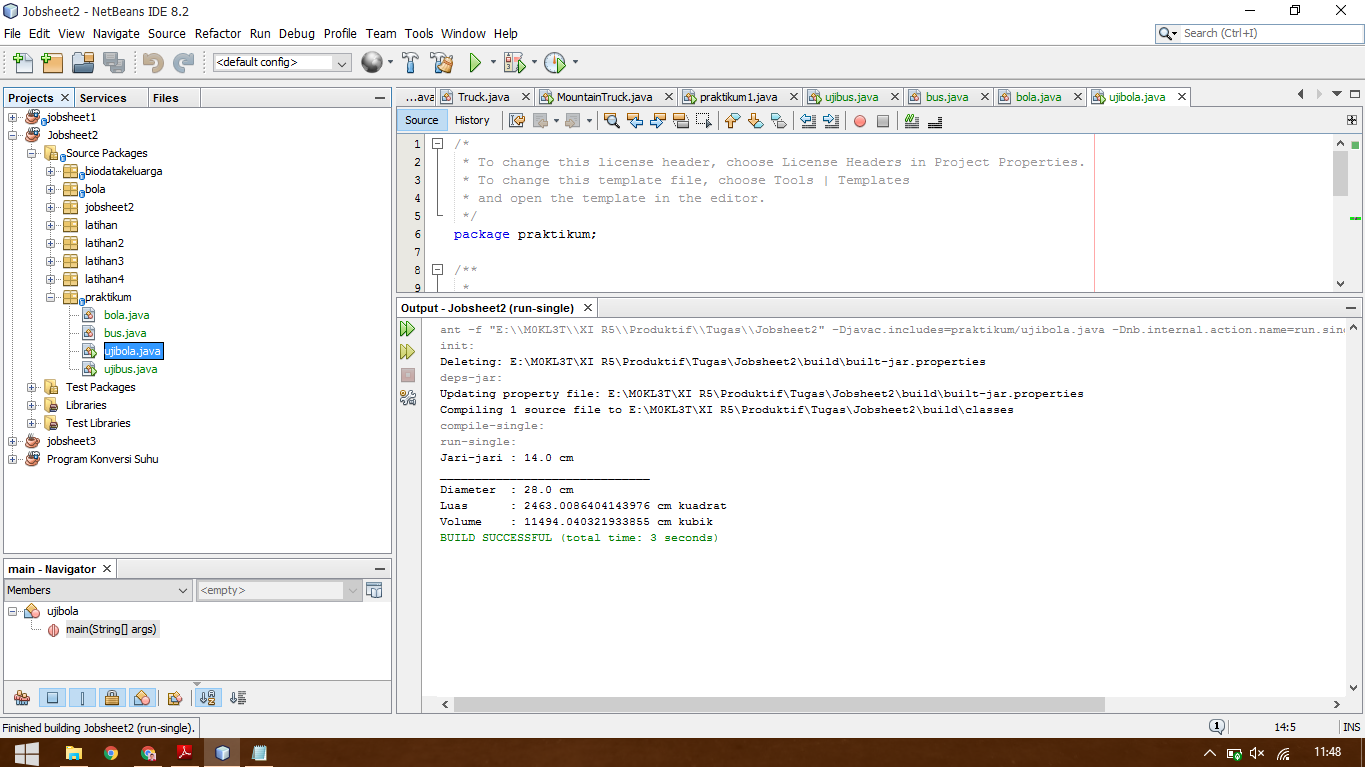 Jobsheet2 - NetBeans IDE 8.2
File Edit View Navigate Source Refactor Run Debug Profile Team Tools Window Help
Search (Ctrl+I)
<default config>
Projects Services Files
jobsheet1
Jobsheet2
Source Packages
biodatakeluarga
bola
jobsheet2
latihan
latihan2
latihan3
latihan4
praktikum
bola.java
bus.java
ujibola.java
ujibus.java
Test Packages
Libraries
Test Libraries
jobsheet3
Program Konversi Suhu
main - Navigator
Members <empty>
ujibola
main(String[] args)
...ava Truck.java MountainTruck.java praktikum1.java ujibus.java bus.java bola.java ujibola.java
Source History
1 /*
2 * To change this license header, choose License Headers in Project Properties.
3 * To change this template file, choose Tools | Templates
4 * and open the template in the editor.
5 */
6 package praktikum;
7
8 /**
9 *
Output - Jobsheet2 (run-single)
ant -f "E:\\M0KL3T\\XI R5\\Produktif\\Tugas\\Jobsheet2" -Djavac.includes=praktikum/ujibola.java -Dnb.internal.action.name=run.sin
init:
Deleting: E:\M0KL3T\XI R5\Produktif\Tugas\Jobsheet2\build\built-jar.properties
deps-jar:
Updating property file: E:\M0KL3T\XI R5\Produktif\Tugas\Jobsheet2\build\built-jar.properties
Compiling 1 source file to E:\M0KL3T\XI R5\Produktif\Tugas\Jobsheet2\build\classes
compile-single:
run-single:
Jari-jari : 14.0 cm
______________________________
Diameter : 28.0 cm
Luas : 2463.0086404143976 cm kuadrat
Volume : 11494.040321933855 cm kubik
BUILD SUCCESSFUL (total time: 3 seconds)
Finished building Jobsheet2 (run-single).
1 14:5 INS
11:48